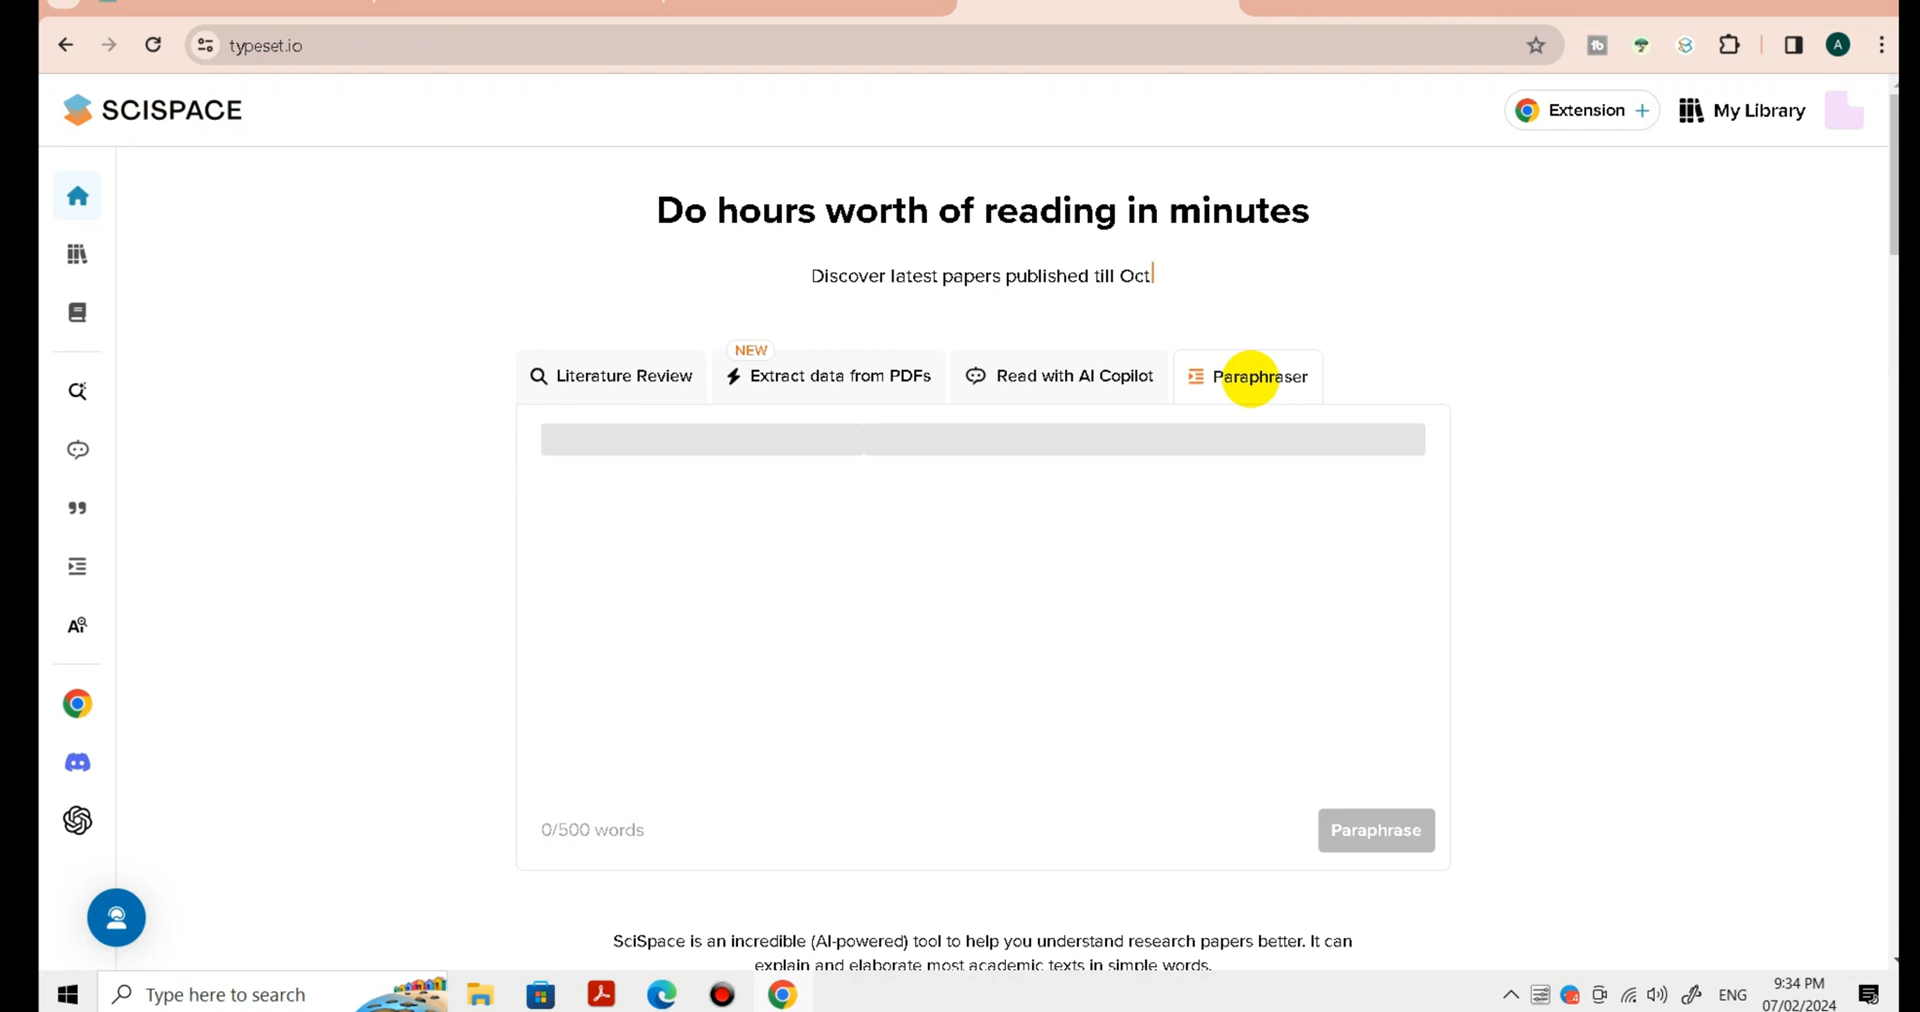 typeset.io
A
SCISPACE
Extension +
My Library
Do hours worth of reading in minutes
Discover latest papers published till Oct
NEW
Literature Review
Extract data from PDFs
Read with AI Copilot
Paraphraser
0/500 words
Paraphrase
SciSpace is an incredible (AI-powered) tool to help you understand research papers better. It can
explain and elaborate most academic texts in simple words.
Type here to search
ENG
9:34 PM
07/02/2024